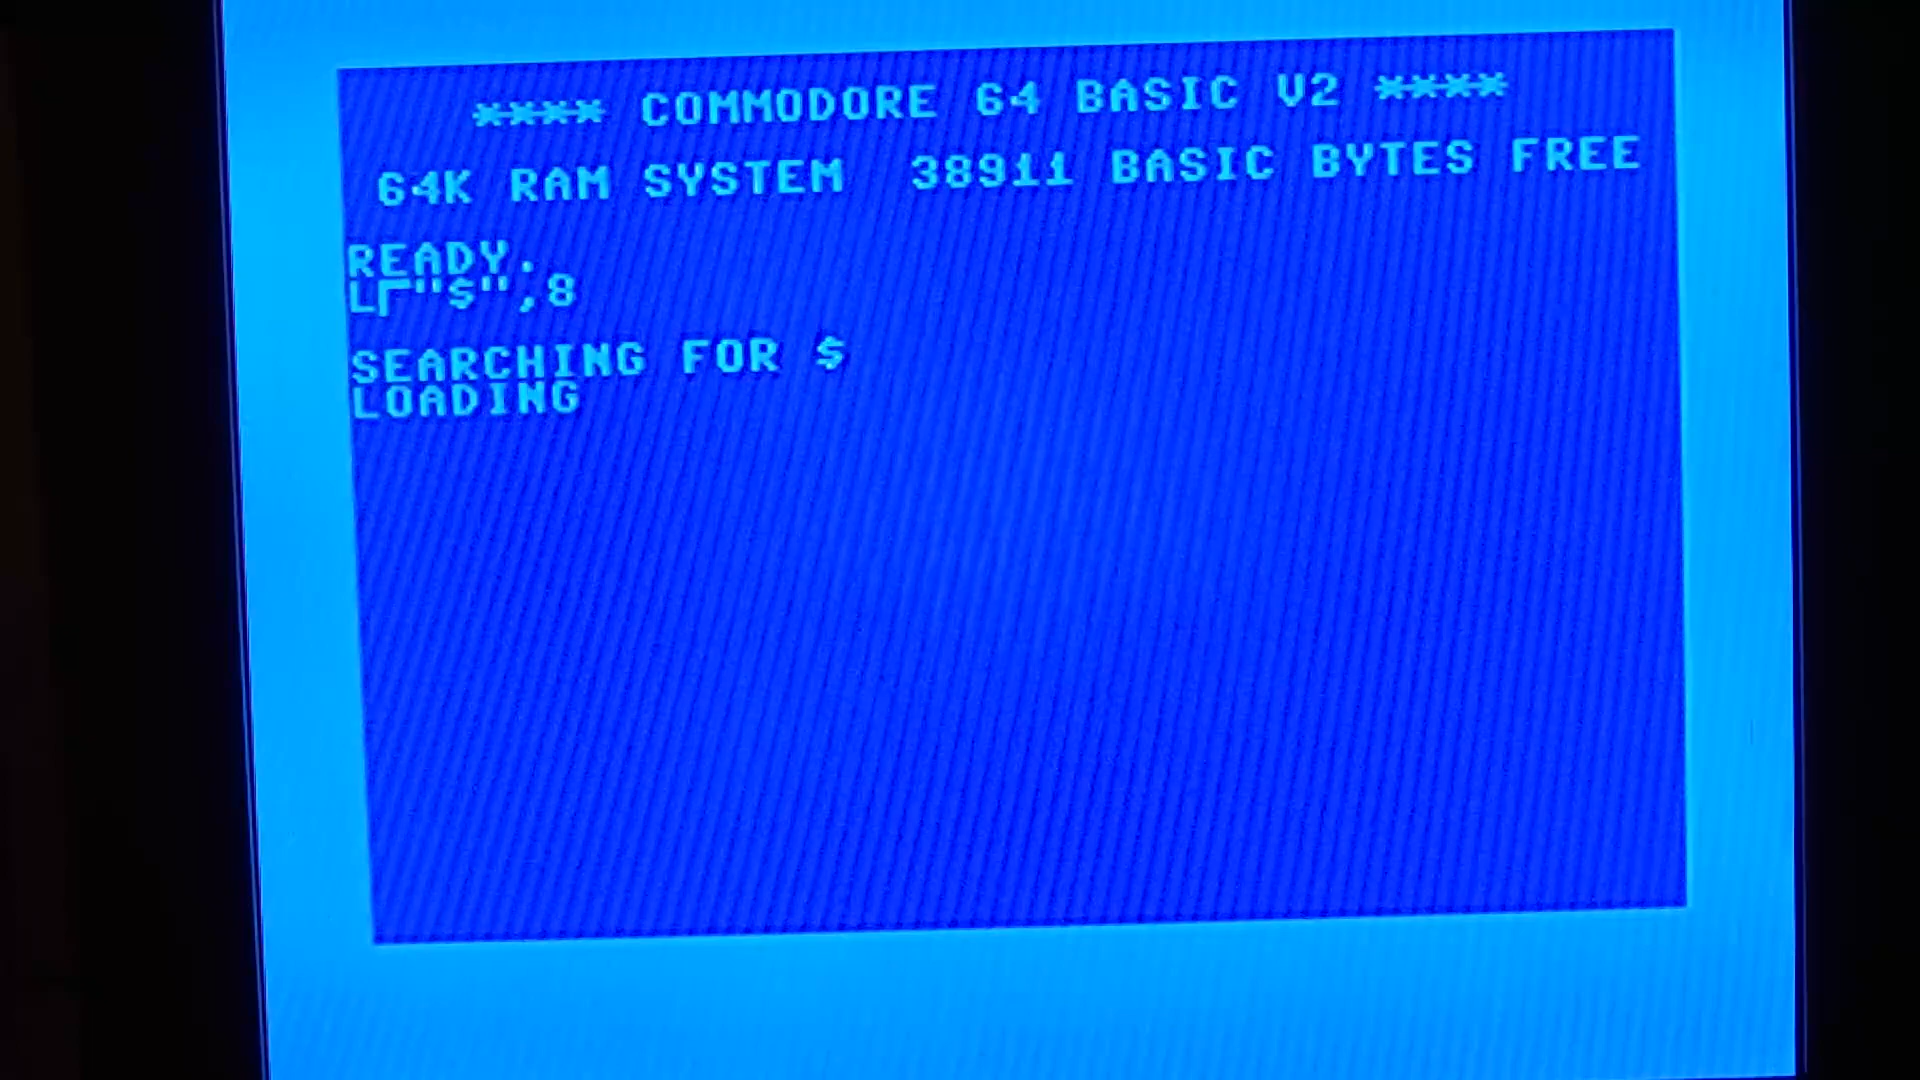 **** COMMODORE 64 BASIC V2 ****
64K RAM SYSTEM  38911 BASIC BYTES FREE
READY.
L┌"$",8
SEARCHING FOR $
LOADING